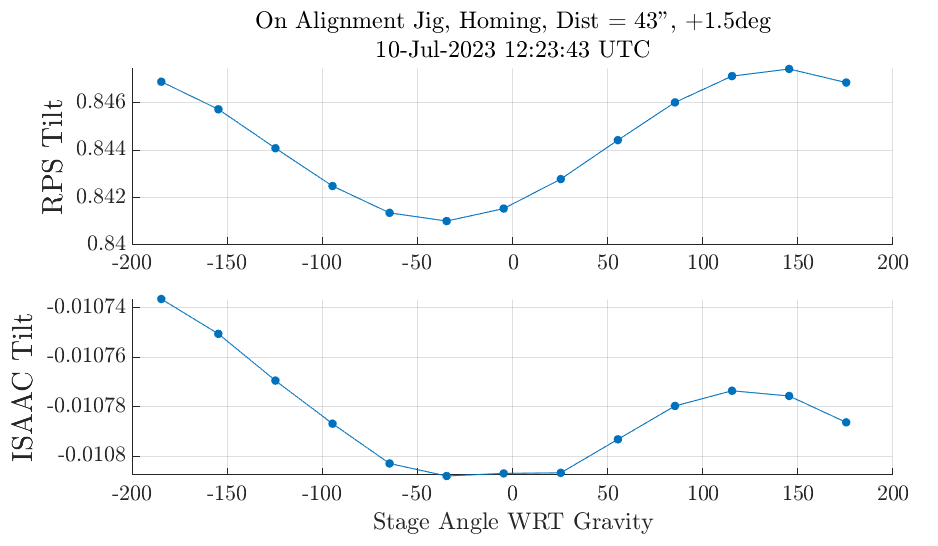 On Alignment Jig, Homing, Dist = 43", +1.5deg
10-Jul-2023 12:23:43 UTC
RPS Tilt
0.846
0.844
0.842
0.84
-200 -150 -100 -50 0 50 100 150 200
ISAAC Tilt
-0.01074
-0.01076
-0.01078
-0.0108
-200 -150 -100 -50 0 50 100 150 200
Stage Angle WRT Gravity